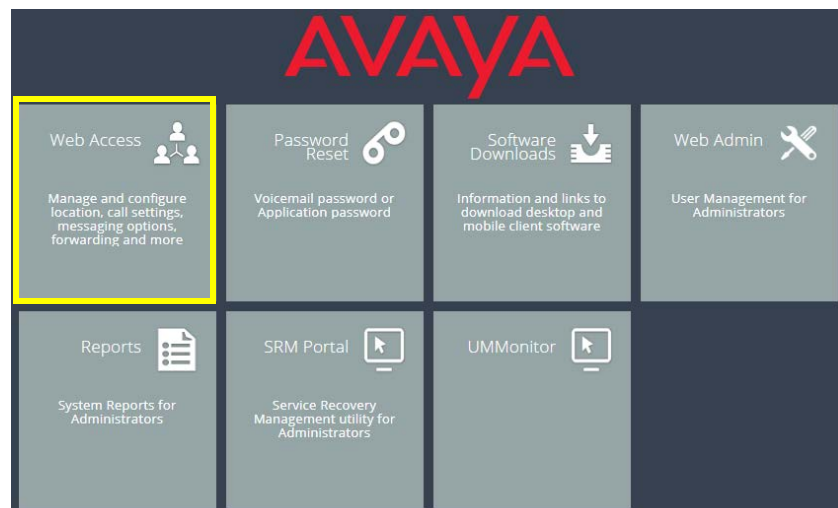 AVAYA
Web Access
Manage and configure
location, call settings,
messaging options,
forwarding and more
Password
Reset
Voicemail password or
Application password
Software
Downloads
Information and links to
download desktop and
mobile client software
Web Admin
User Management for
Administrators
Reports
System Reports for
Administrators
SRM Portal
Service Recovery
Management utility for
Administrators
UMMonitor